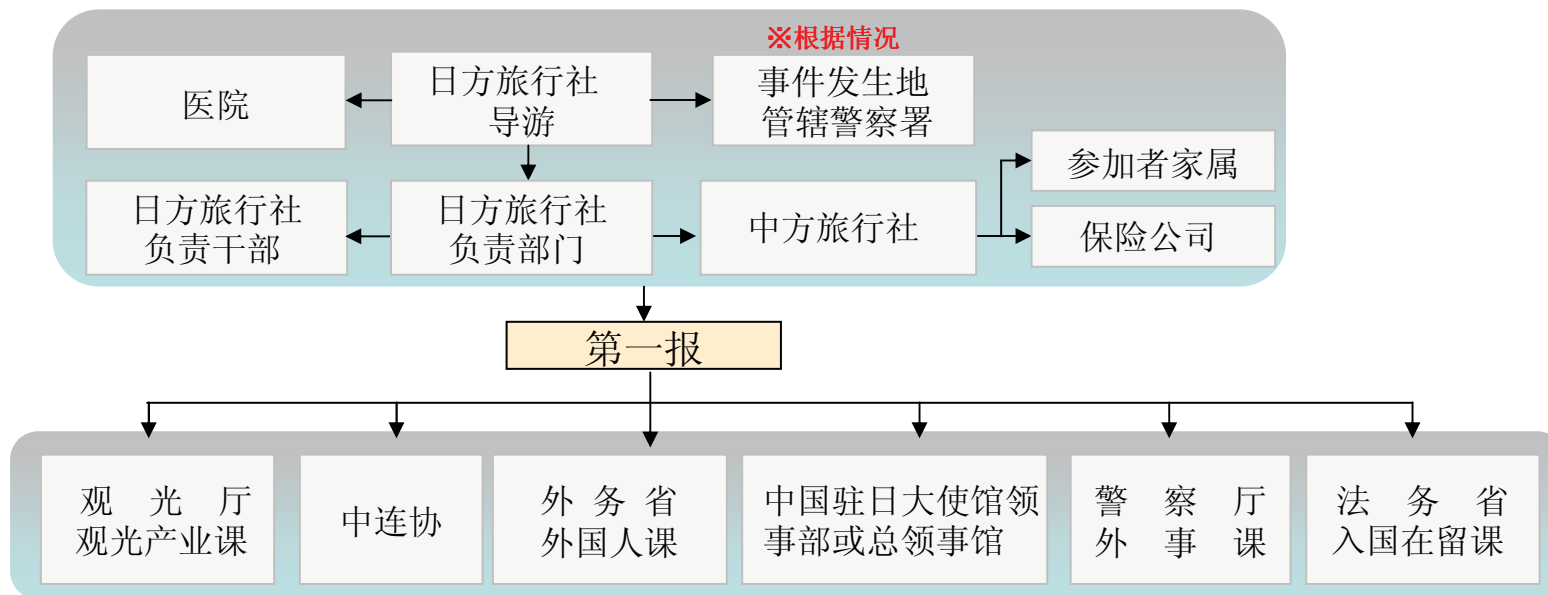 ※根据情况
医院
日方旅行社
导游
事件发生地
管辖警察署
参加者家属
日方旅行社
负责干部
日方旅行社
负责部门
中方旅行社
保险公司
第一报
观光厅
观光产业课
中连协
外务省
外国人课
中国驻日大使馆领
事部或总领事馆
警察厅
外事课
法务省
入国在留课